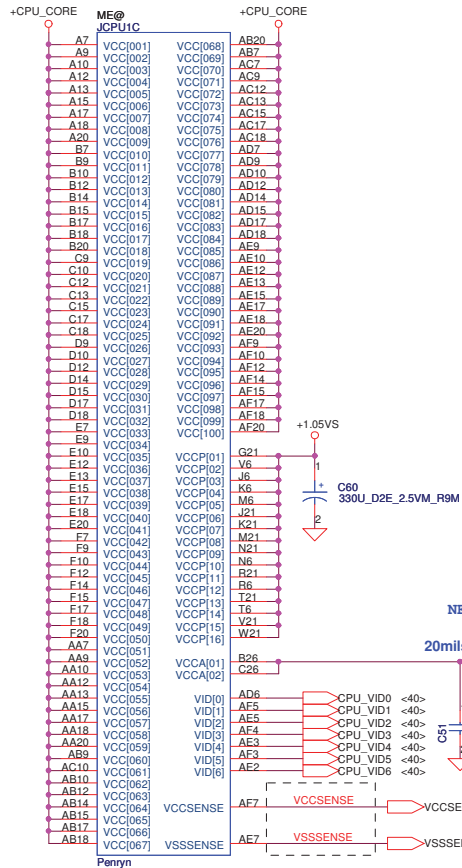 +CPU_CORE ME@ +CPU_CORE
JCPU1C
A7 VCC[001] VCC[068] AB20
A9 VCC[002] VCC[069] AB7
A10 VCC[003] VCC[070] AC7
A12 VCC[004] VCC[071] AC9
A13 VCC[005] VCC[072] AC12
A15 VCC[006] VCC[073] AC13
A17 VCC[007] VCC[074] AC15
A18 VCC[008] VCC[075] AC17
A20 VCC[009] VCC[076] AC18
B7 VCC[010] VCC[077] AD7
B9 VCC[011] VCC[078] AD9
B10 VCC[012] VCC[079] AD10
B12 VCC[013] VCC[080] AD12
B14 VCC[014] VCC[081] AD14
B15 VCC[015] VCC[082] AD15
B17 VCC[016] VCC[083] AD17
B18 VCC[017] VCC[084] AD18
B20 VCC[018] VCC[085] AE9
C9 VCC[019] VCC[086] AE10
C10 VCC[020] VCC[087] AE12
C12 VCC[021] VCC[088] AE13
C13 VCC[022] VCC[089] AE15
C15 VCC[023] VCC[090] AE17
C17 VCC[024] VCC[091] AE18
C18 VCC[025] VCC[092] AE20
D9 VCC[026] VCC[093] AF9
D10 VCC[027] VCC[094] AF10
D12 VCC[028] VCC[095] AF12
D14 VCC[029] VCC[096] AF14
D15 VCC[030] VCC[097] AF15
D17 VCC[031] VCC[098] AF17
D18 VCC[032] VCC[099] AF18
E7 VCC[033] VCC[100] AF20
E9 VCC[034] +1.05VS
E10 VCC[035] VCCP[01] G21
E12 VCC[036] VCCP[02] V6 1
E13 VCC[037] VCCP[03] J6
E15 VCC[038] VCCP[04] K6 + C60
E17 VCC[039] VCCP[05] M6 330U_D2E_2.5VM_R9M
E18 VCC[040] VCCP[06] J21 2
E20 VCC[041] VCCP[07] K21
F7 VCC[042] VCCP[08] M21
F9 VCC[043] VCCP[09] N21
F10 VCC[044] VCCP[10] N6
F12 VCC[045] VCCP[11] R21
F14 VCC[046] VCCP[12] R6
F15 VCC[047] VCCP[13] T21
F17 VCC[048] VCCP[14] T6
F18 VCC[049] VCCP[15] V21
F20 VCC[050] VCCP[16] W21
AA7 VCC[051] 20mils
AA9 VCC[052] VCCA[01] B26
AA10 VCC[053] VCCA[02] C26
AA12 VCC[054]
AA13 VCC[055] VID[0] AD6 CPU_VID0 <40>
AA15 VCC[056] VID[1] AF5 CPU_VID1 <40>
AA17 VCC[057] VID[2] AE5 CPU_VID2 <40>
AA18 VCC[058] VID[3] AF4 CPU_VID3 <40> C51
AA20 VCC[059] VID[4] AE3 CPU_VID4 <40>
AB9 VCC[060] VID[5] AF3 CPU_VID5 <40>
AC10 VCC[061] VID[6] AE2 CPU_VID6 <40>
AB10 VCC[062]
AB12 VCC[063]
AB14 VCC[064] VCCSENSE AF7 VCCSENSE
AB15 VCC[065]
AB17 VCC[066]
AB18 VCC[067] VSSSENSE AE7 VSSSENSE
Penryn